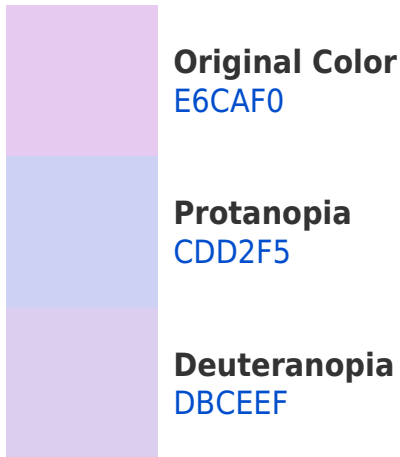 Original Color
E6CAF0
Protanopia
CDD2F5
Deuteranopia
DBCEEF